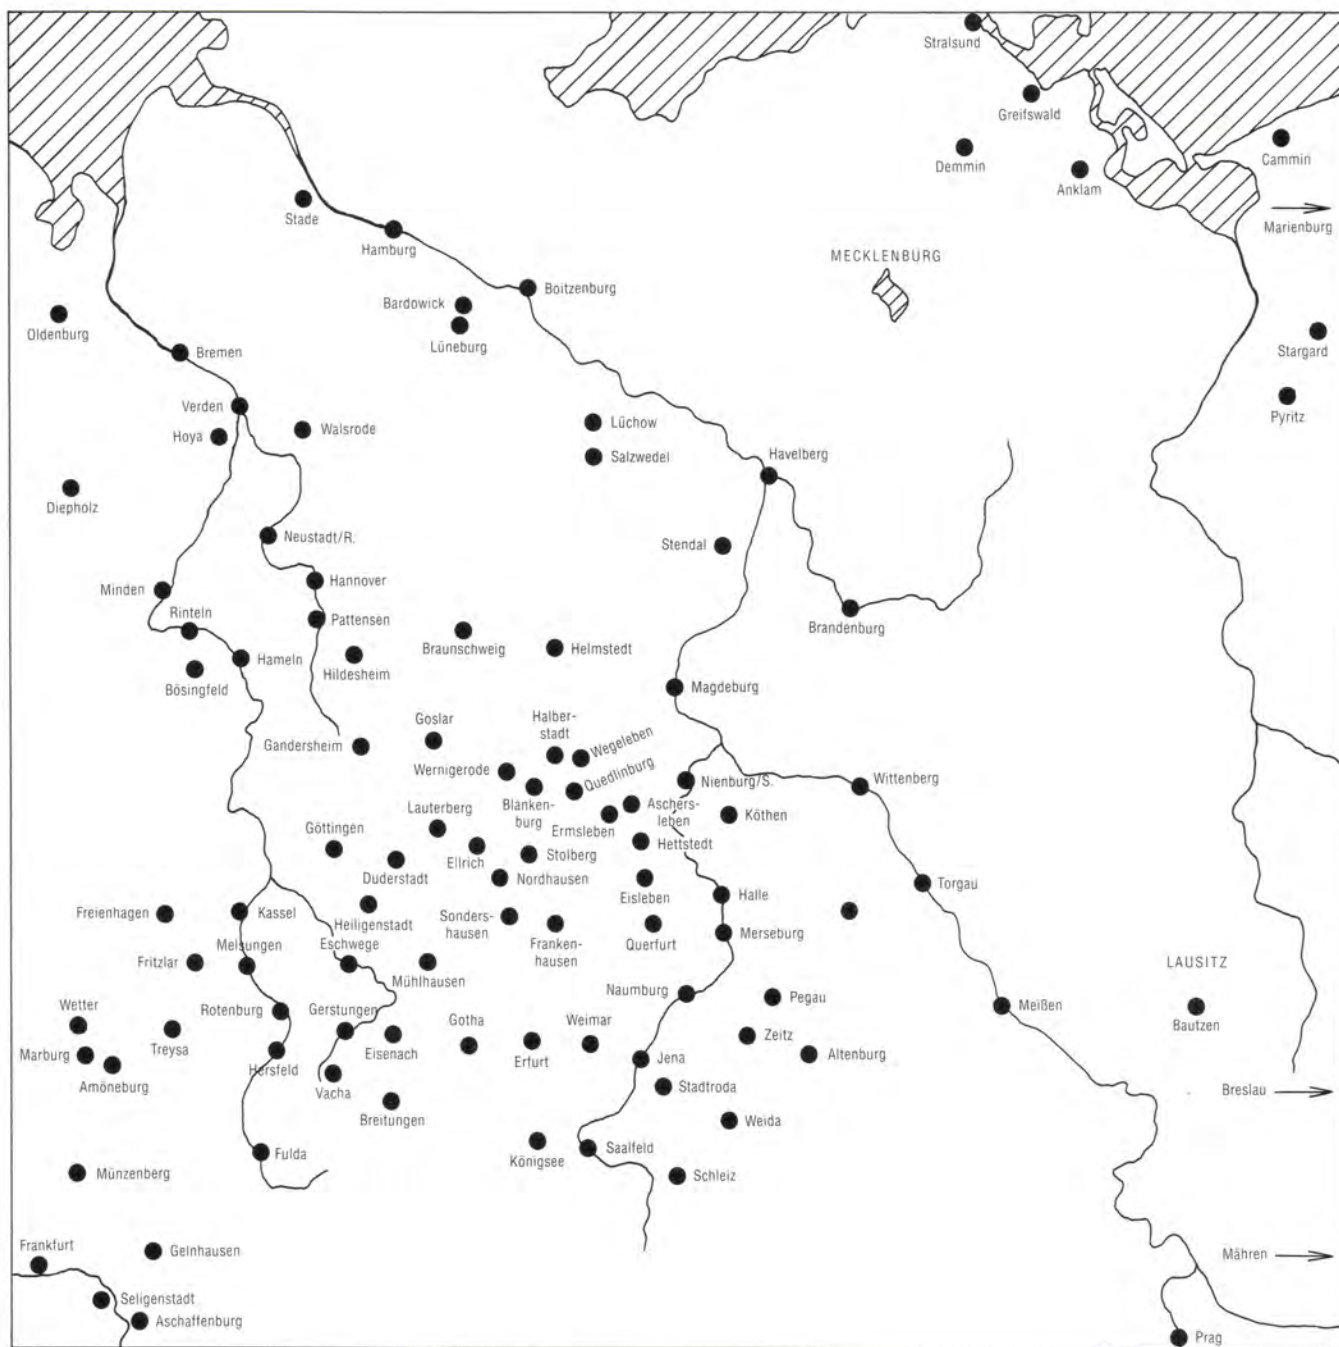 Stralsund
Greifswald
Demmin
Anklam
Cammin
Marienburg
Stade
Hamburg
MECKLENBURG
Boitzenburg
Bardowick
Lüneburg
Oldenburg
Bremen
Stargard
Verden
Hoya
Walsrode
Lüchow
Salzwedel
Pyritz
Havelberg
Diepholz
Neustadt/R.
Stendal
Minden
Hannover
Rinteln
Pattensen
Brandenburg
Braunschweig
Helmstedt
Hameln
Hildesheim
Bösingfeld
Magdeburg
Goslar
Halber-
stadt
Gandersheim
Wegeleben
Wernigerode
Quedlinburg
Nienburg/S.
Wittenberg
Blanken-
burg
Aschers-
leben
Köthen
Lauterberg
Ermsleben
Göttingen
Hettstedt
Ellrich
Stolberg
Duderstadt
Nordhausen
Eisleben
Torgau
Halle
Freienhagen
Kassel
Heiligenstadt
Sonders-
hausen
Franken-
hausen
Querfurt
Merseburg
Melsungen
Eschwege
Fritzlar
Mühlhausen
LAUSITZ
Naumburg
Pegau
Meißen
Wetter
Rotenburg
Gerstungen
Bautzen
Treysa
Gotha
Weimar
Zeitz
Marburg
Eisenach
Erfurt
Altenburg
Amöneburg
Hersfeld
Jena
Vacha
Stadtroda
Breslau
Breitungen
Weida
Fulda
Königsee
Saalfeld
Münzenberg
Schleiz
Frankfurt
Gelnhausen
Mähren
Seligenstadt
Aschaffenburg
Prag